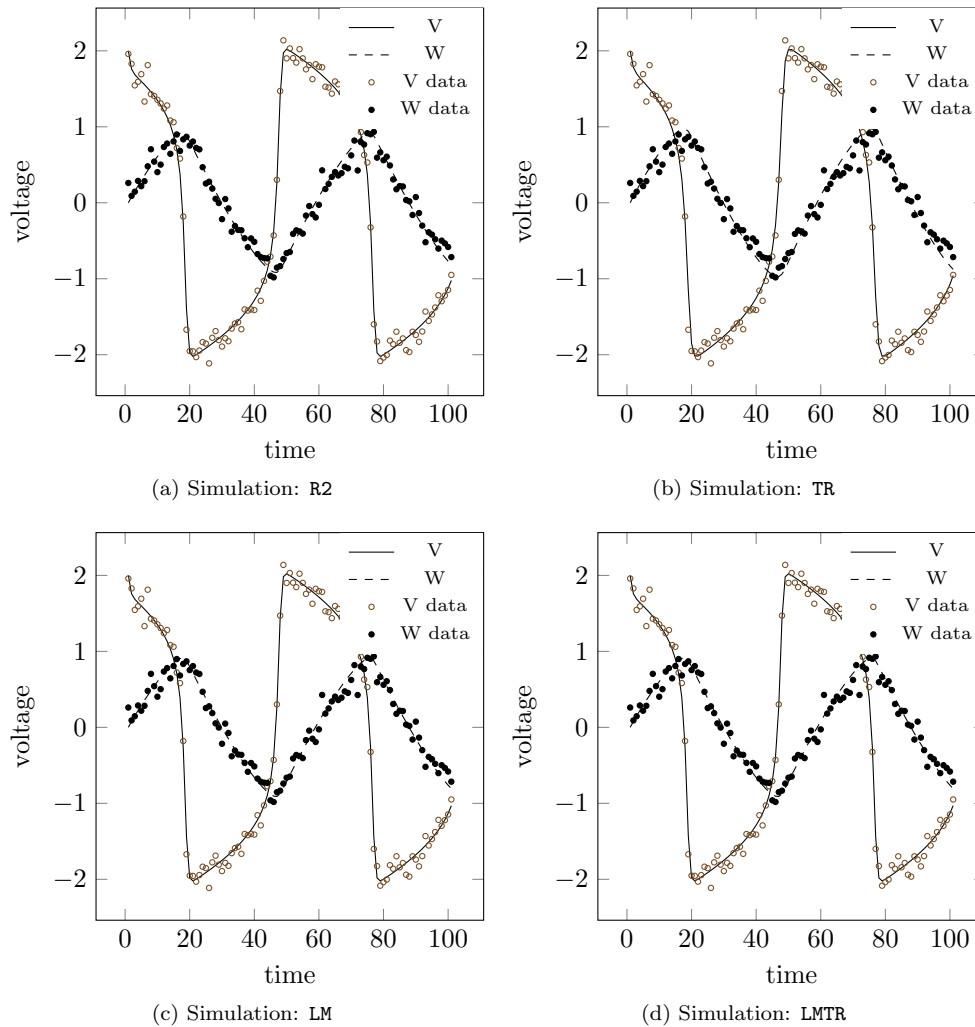 V
W
V data
W data
2
1
0
−1
−2
voltage
0 20 40 60 80 100
time
(a) Simulation: R2
V
W
V data
W data
2
1
0
−1
−2
voltage
0 20 40 60 80 100
time
(b) Simulation: TR
V
W
V data
W data
2
1
0
−1
−2
voltage
0 20 40 60 80 100
time
(c) Simulation: LM
V
W
V data
W data
2
1
0
−1
−2
voltage
0 20 40 60 80 100
time
(d) Simulation: LMTR